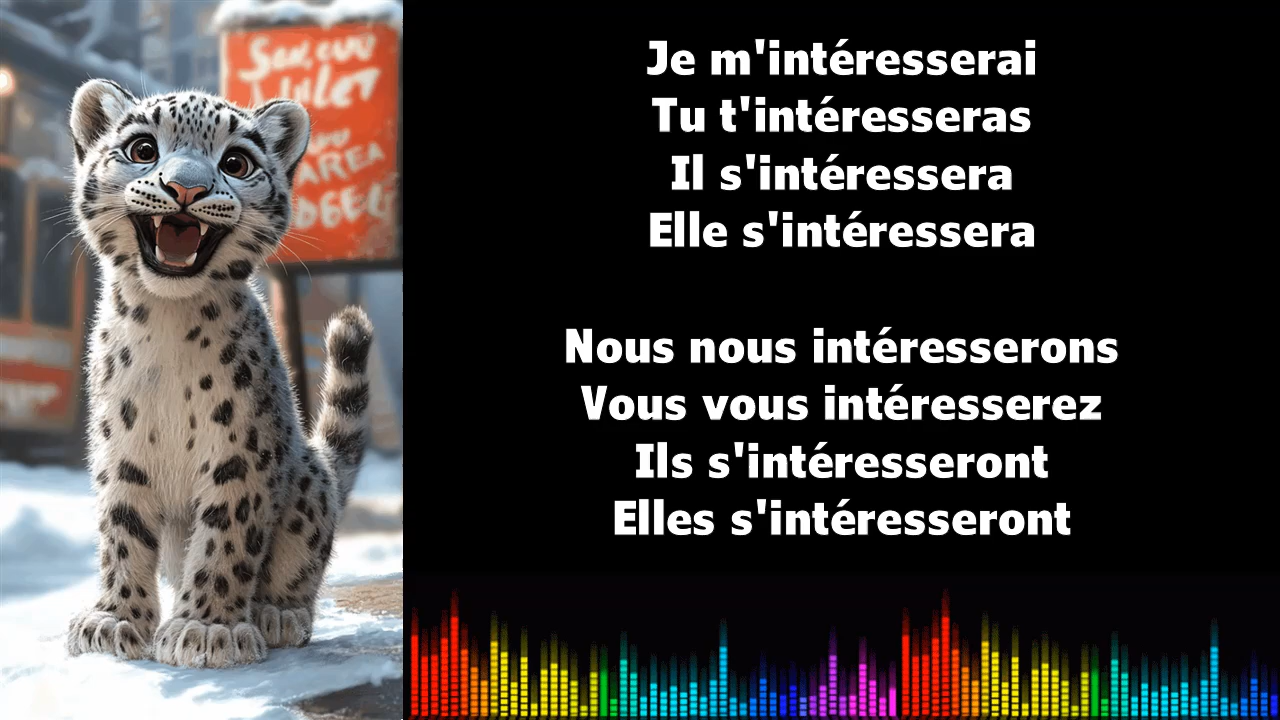 Je m'intéresserai
Tu t'intéresseras
Il s'intéressera
Elle s'intéressera
Nous nous intéresserons
Vous vous intéresserez
Ils s'intéresseront
Elles s'intéresseront